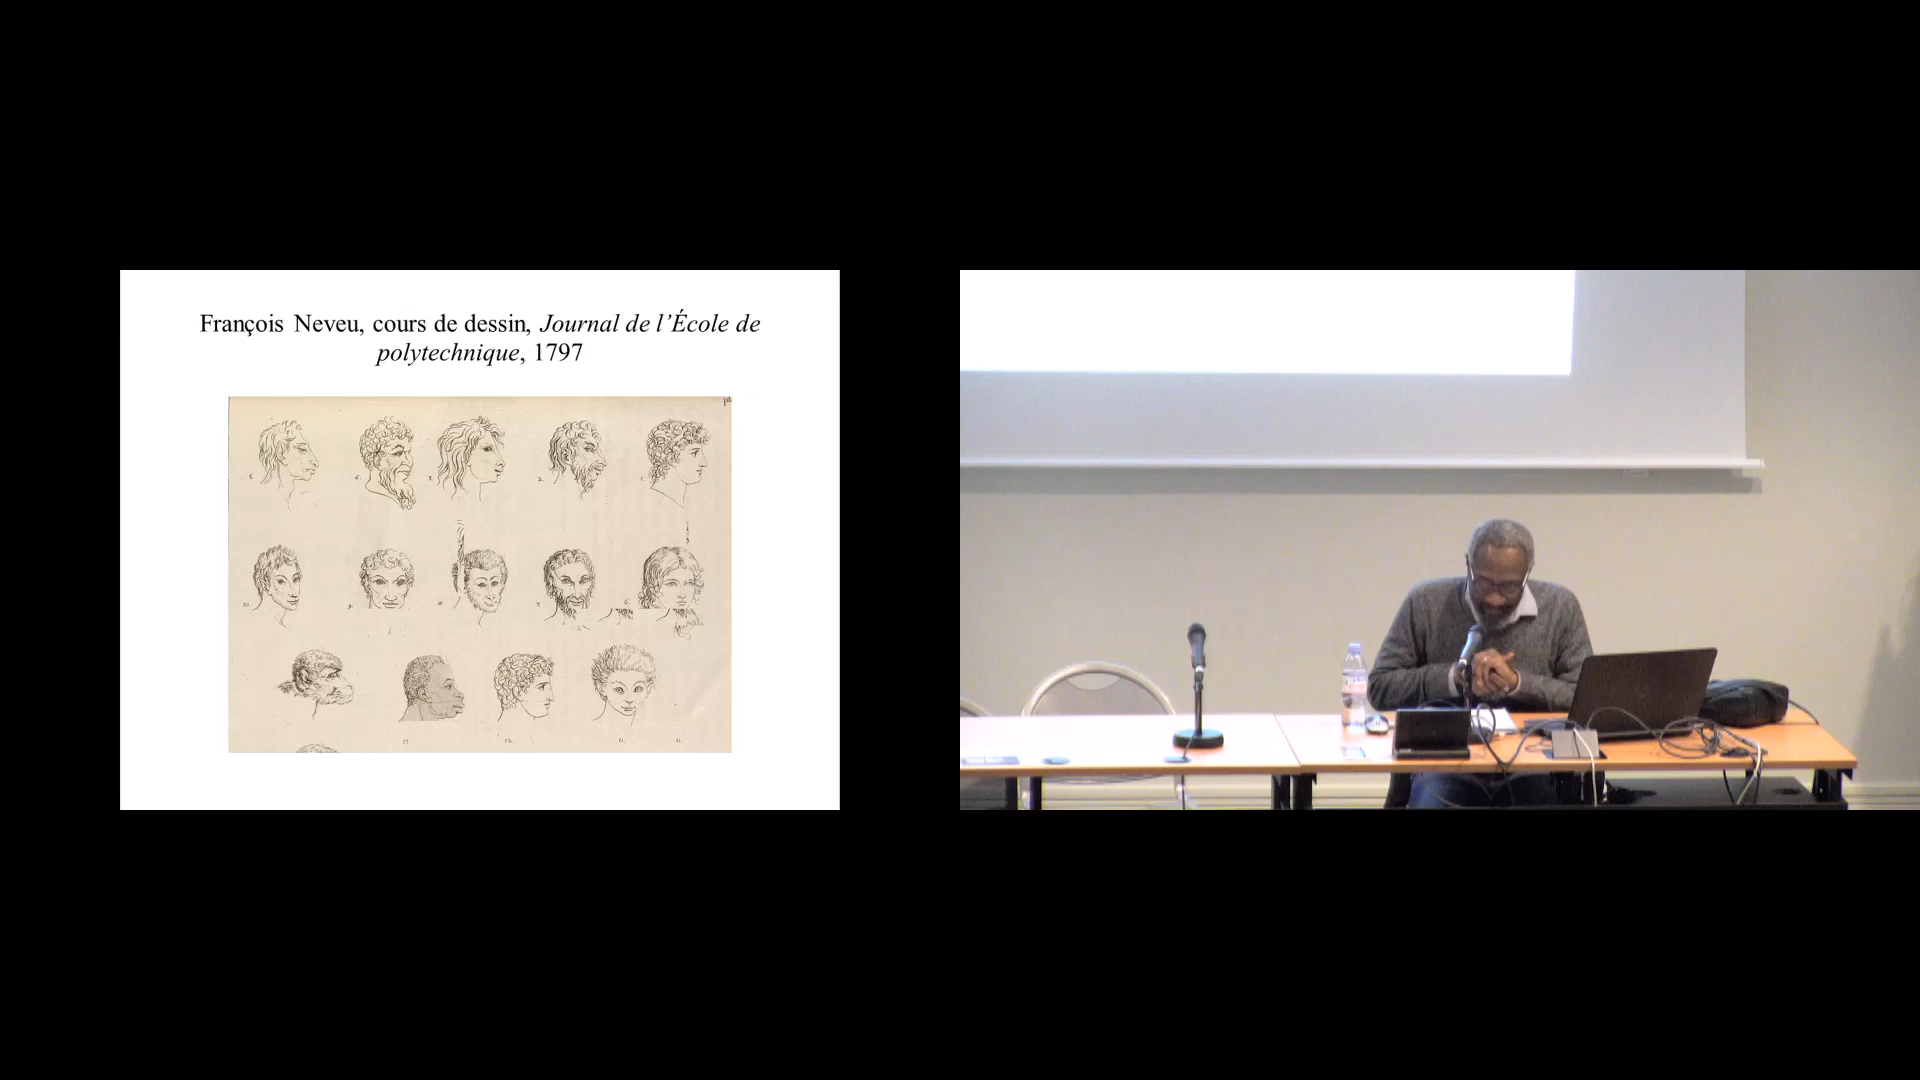 François Neveu, cours de dessin, Journal de l'École de
polytechnique, 1797